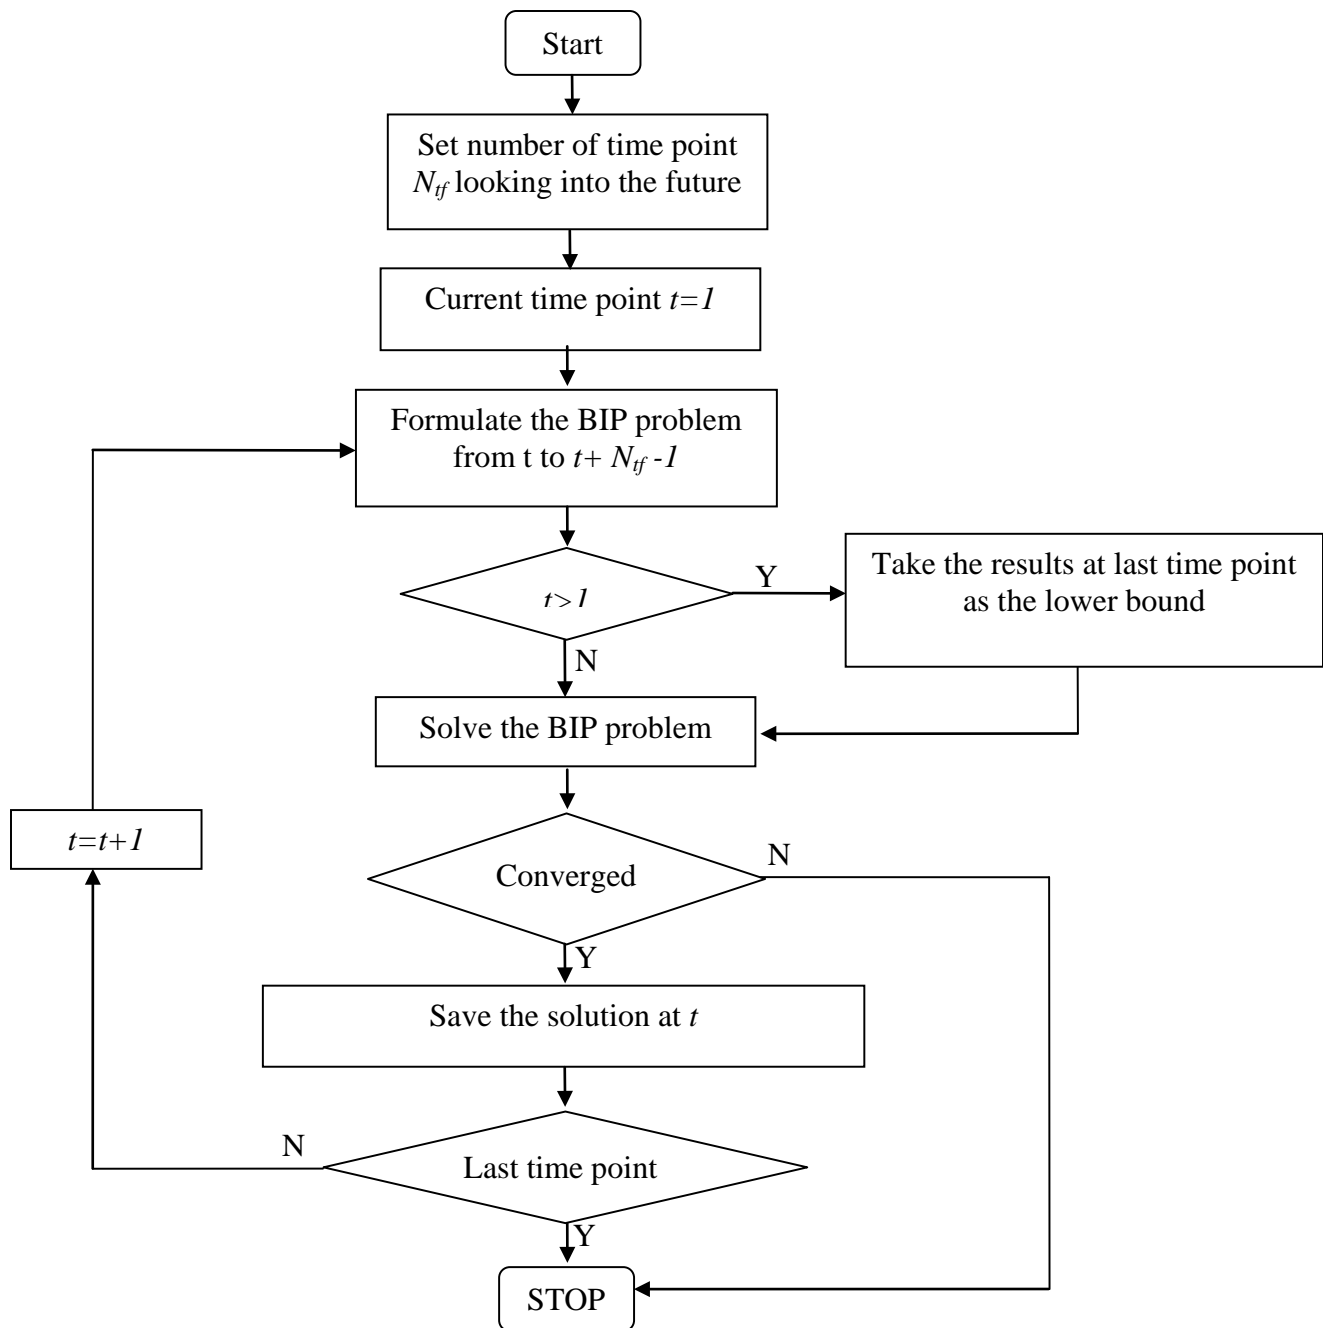 Start
Set number of time point
Ntf looking into the future
Current time point t=1
Formulate the BIP problem
from t to t+ Ntf -1
t>1
Y
Take the results at last time point
as the lower bound
N
Solve the BIP problem
t=t+1
Converged
N
Y
Save the solution at t
N
Last time point
Y
STOP